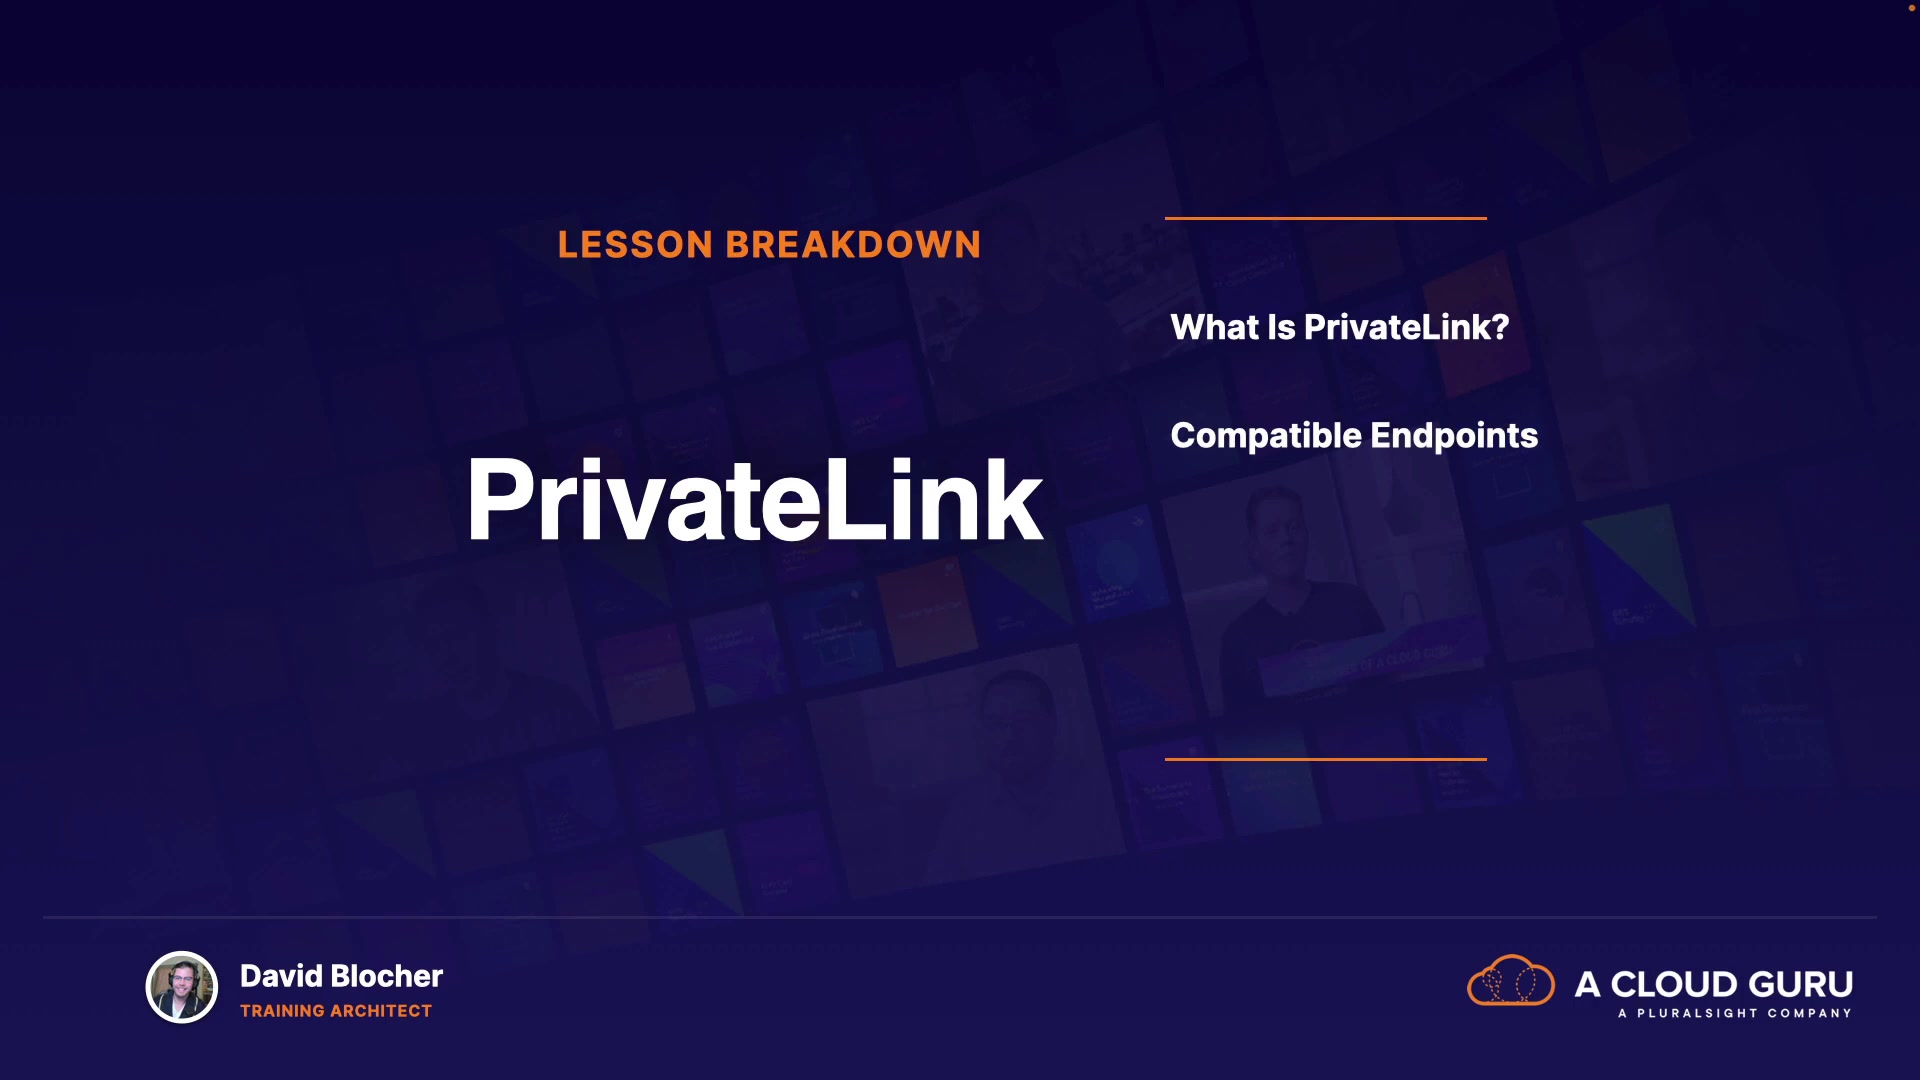 LESSON BREAKDOWN
PrivateLink
What Is PrivateLink?
Compatible Endpoints
David Blocher
TRAINING ARCHITECT
A CLOUD GURU
A PLURALSIGHT COMPANY